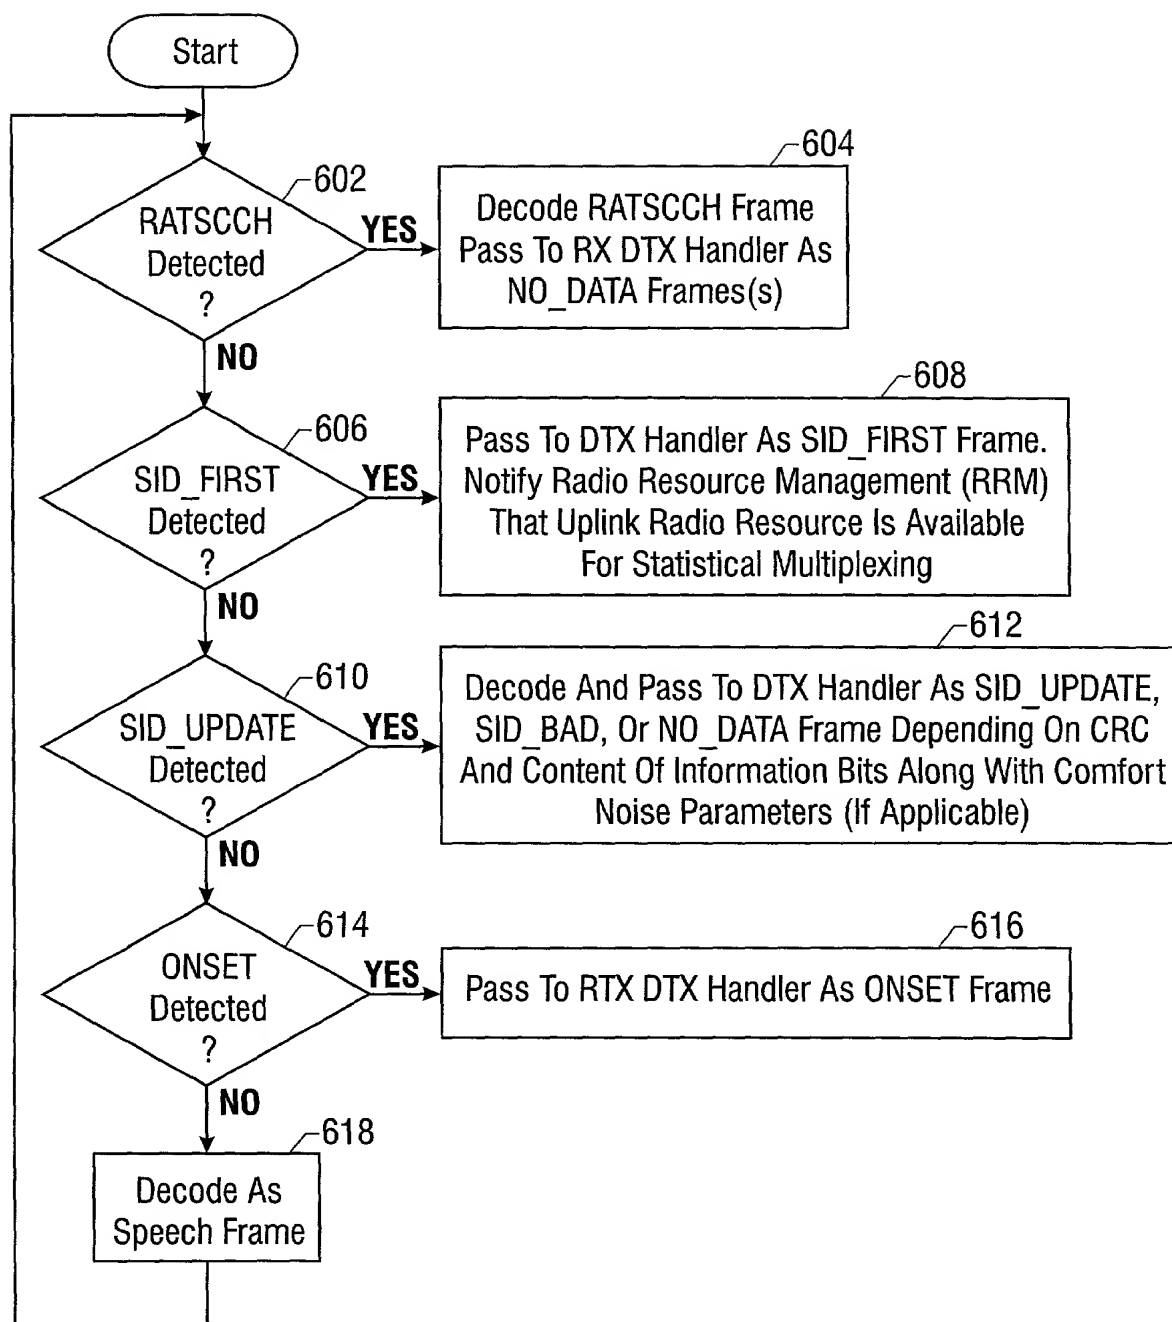 Start
602
RATSCCH
Detected
?
YES
NO
604
Decode RATSCCH Frame
Pass To RX DTX Handler As
NO_DATA Frames(s)
606
SID_FIRST
Detected
?
YES
NO
608
Pass To DTX Handler As SID_FIRST Frame.
Notify Radio Resource Management (RRM)
That Uplink Radio Resource Is Available
For Statistical Multiplexing
610
SID_UPDATE
Detected
?
YES
NO
612
Decode And Pass To DTX Handler As SID_UPDATE,
SID_BAD, Or NO_DATA Frame Depending On CRC
And Content Of Information Bits Along With Comfort
Noise Parameters (If Applicable)
614
ONSET
Detected
?
YES
NO
616
Pass To RTX DTX Handler As ONSET Frame
618
Decode As
Speech Frame